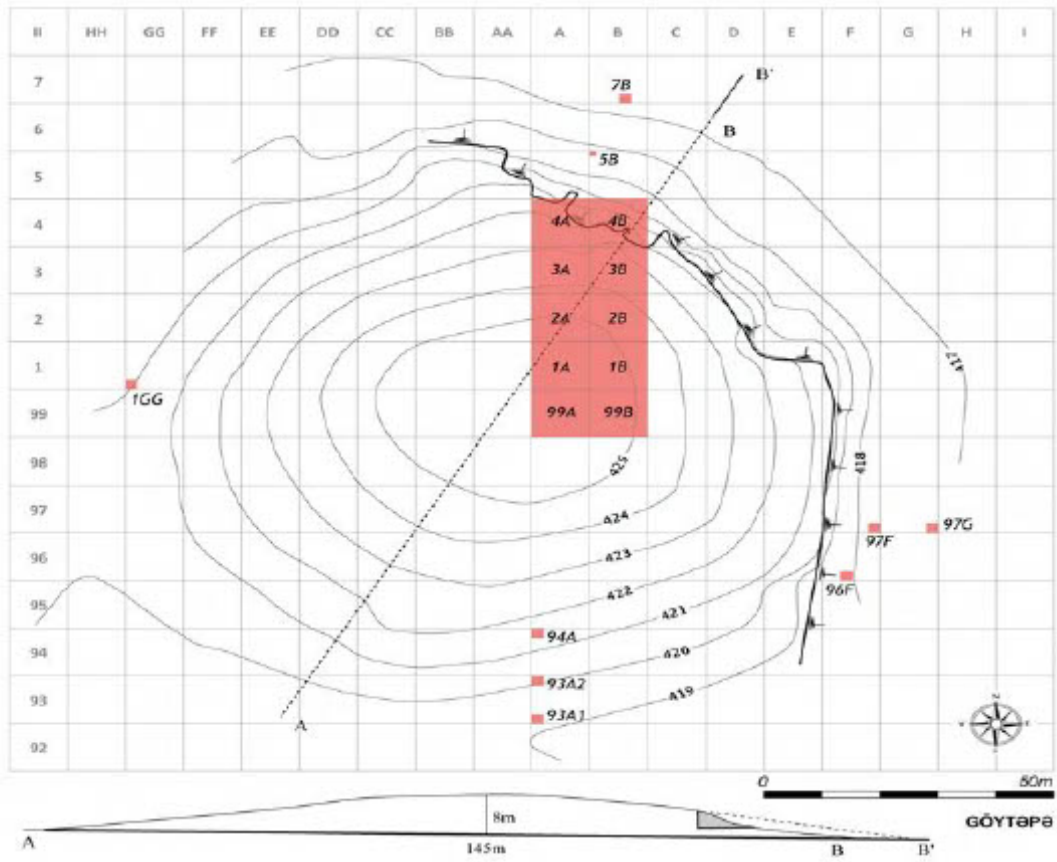 II HH GG FF EE DD CC BB AA A B C D E F G H I
7
7B
B'
6
B
5B
5
4
4A 4B
3
3A 3B
2
2A 2B
1
1A 1B
417
1GG
99
99A 99B
98
425
418
97
424
97F
97G
96
423
96F
422
95
421
94A
94
420
93A2
93
419
A
93A1
92
0 50m
8m
GÖYTƏPƏ
A
145m
B B'